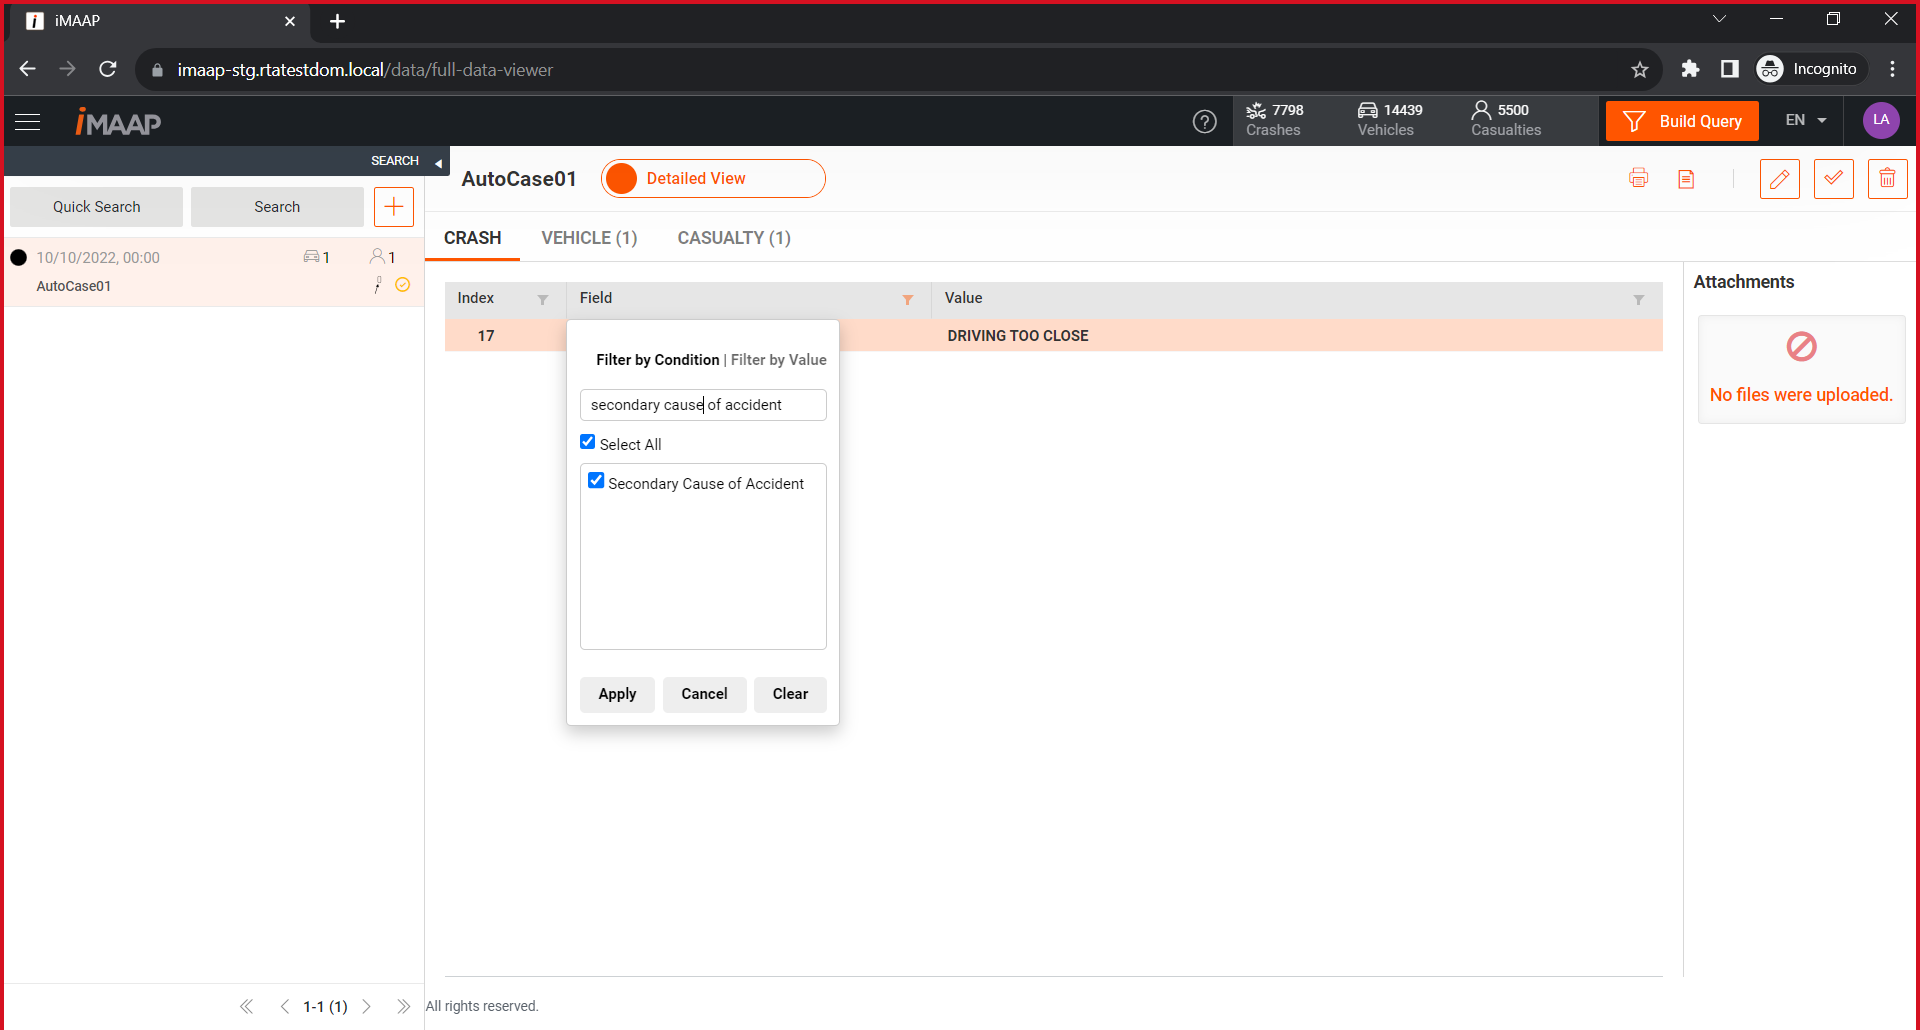 iMAAP
imaap-stg.rtatestdom.local/data/full-data-viewer
Incognito
iMAAP
7798
Crashes
14439
Vehicles
5500
Casualties
Build Query
EN
LA
SEARCH
Quick Search
Search
10/10/2022, 00:00
1
1
AutoCase01
AutoCase01
Detailed View
CRASH
VEHICLE (1)
CASUALTY (1)
Index
Field
Value
17
DRIVING TOO CLOSE
Filter by Condition | Filter by Value
secondary cause of accident
Select All
Secondary Cause of Accident
Apply
Cancel
Clear
Attachments
No files were uploaded.
1-1 (1)
All rights reserved.